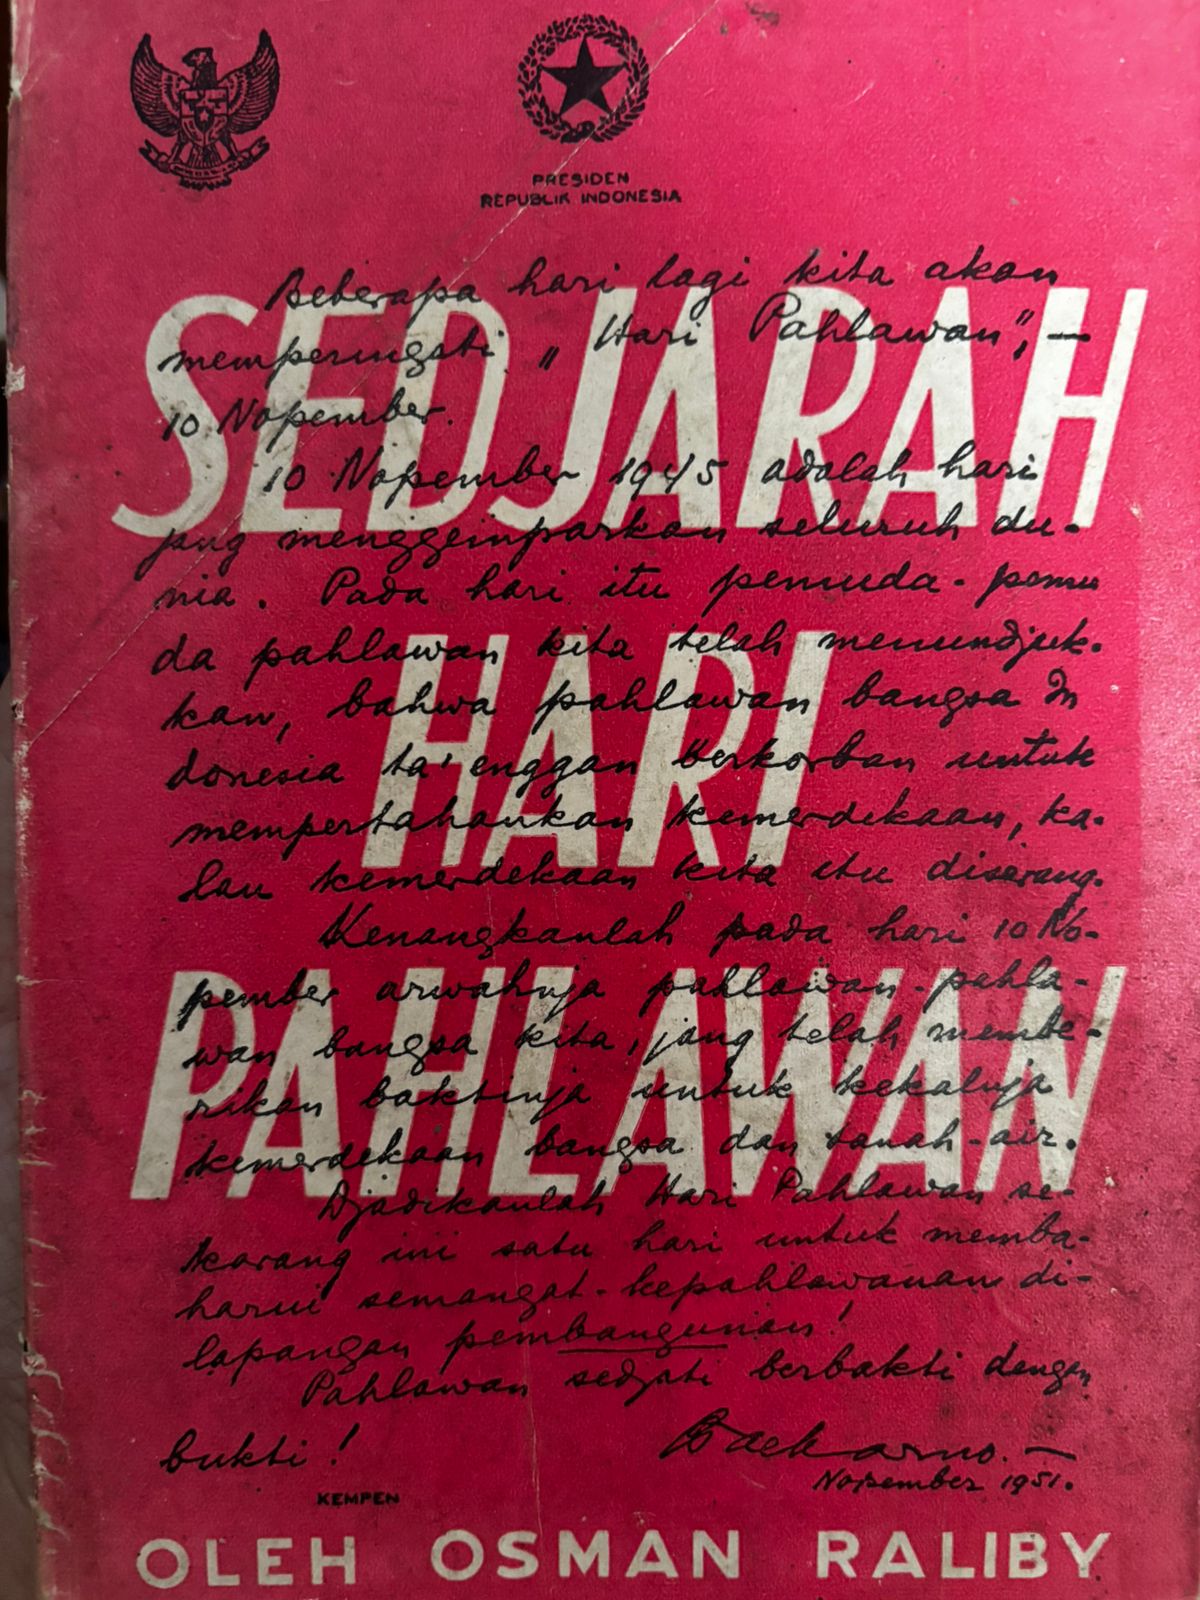 PRESIDEN
REPUBLIK INDONESIA
SEDJARAH
HARI
PAHLAWAN
Beberapa hari lagi kita akan
memperingati „Hari Pahlawan”, —
10 Nopember.
10 Nopember 1945 adalah hari
jang menggemparkan seluruh du-
nia. Pada hari itu pemuda-pemu
da pahlawan kita telah menundjuk-
kan, bahwa pahlawan bangsa In
donesia ta' enggan berkorban untuk
mempertahankan kemerdekaan, ka-
lau kemerdekaan kita itu diserang.
Kenangkanlah pada hari 10 No-
pember arwahnja pahlawan-pahla-
wan bangsa kita, jang telah membe-
rikan baktinja untuk kekalnja
kemerdekaan bangsa dan tanah-air.
Djadikanlah Hari Pahlawan se-
karang ini satu hari untuk memba-
harui semangat-kepahlawanan di-
lapangan pembangunan!
Pahlawan sedjati berbakti dengan
bukti!
Soekarno. —
Nopember 1951.
KEMPEN
OLEH OSMAN RALIBY